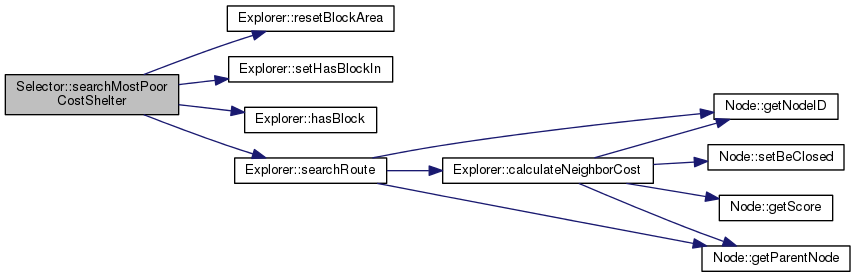 Selector::searchMostPoor
CostShelter
Explorer::resetBlockArea
Explorer::setHasBlockIn
Explorer::hasBlock
Explorer::searchRoute
Explorer::calculateNeighborCost
Node::getNodeID
Node::setBeClosed
Node::getScore
Node::getParentNode